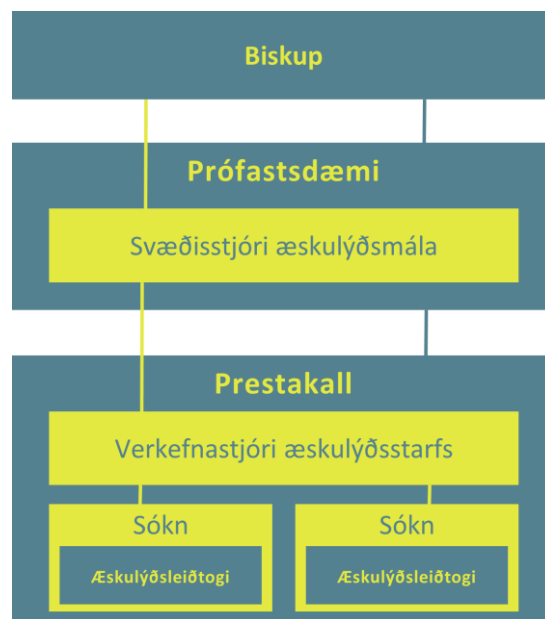 Biskup
Prófastsdæmi
Svæðisstjóri æskulýðsmála
Prestakall
Verkefnastjóri æskulýðsstarfs
Sókn
Sókn
Æskulýðsleiðtogi
Æskulýðsleiðtogi